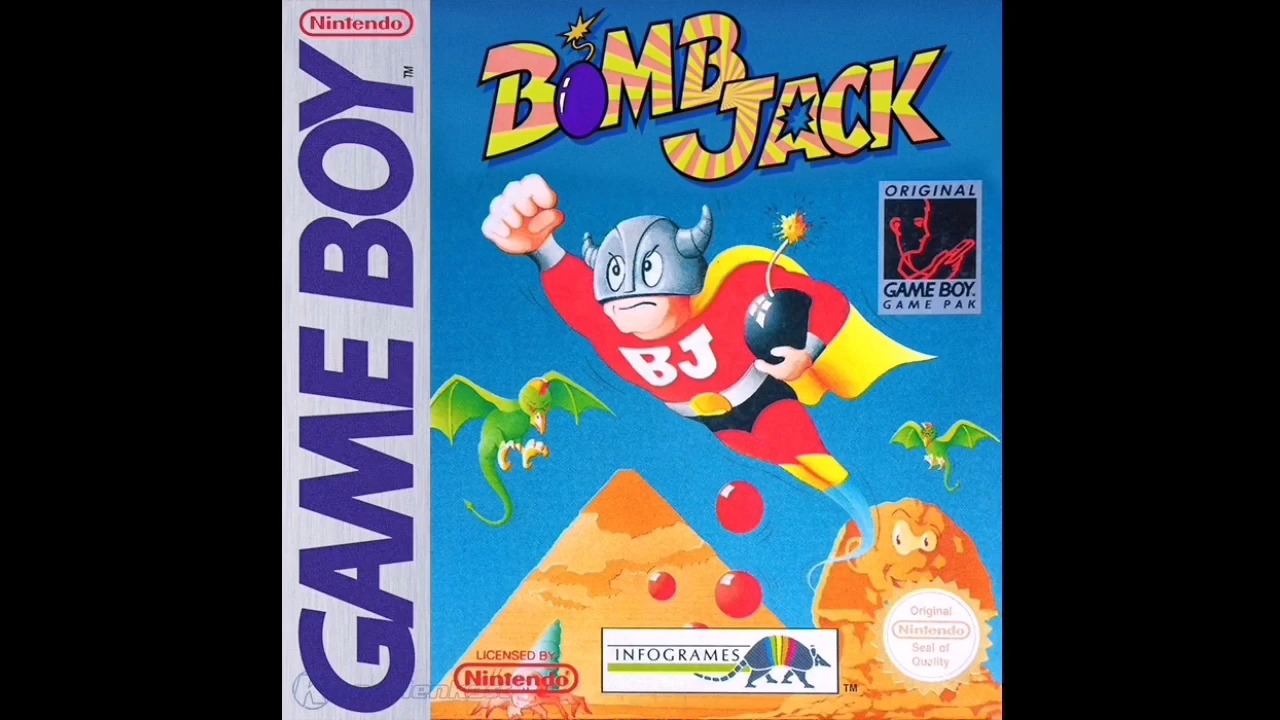 Nintendo
GAME BOY
TM
BOMB JACK
ORIGINAL
GAME BOY
GAME PAK
BJ
LICENSED BY
Nintendo
INFOGRAMES
TM
Original
Nintendo
Seal of
Quality